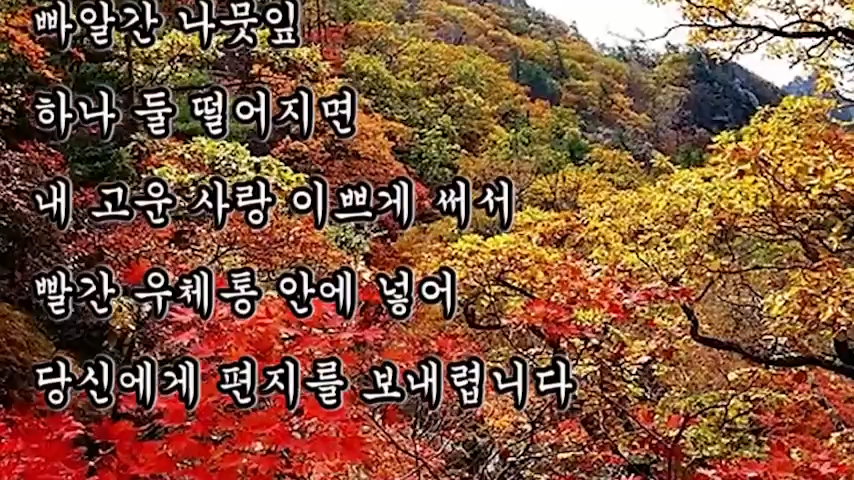 빠알간 나뭇잎
하나 둘 떨어지면
내 고운 사랑 이쁘게 써서
빨간 우체통 안에 넣어
당신에게 편지를 보내렵니다